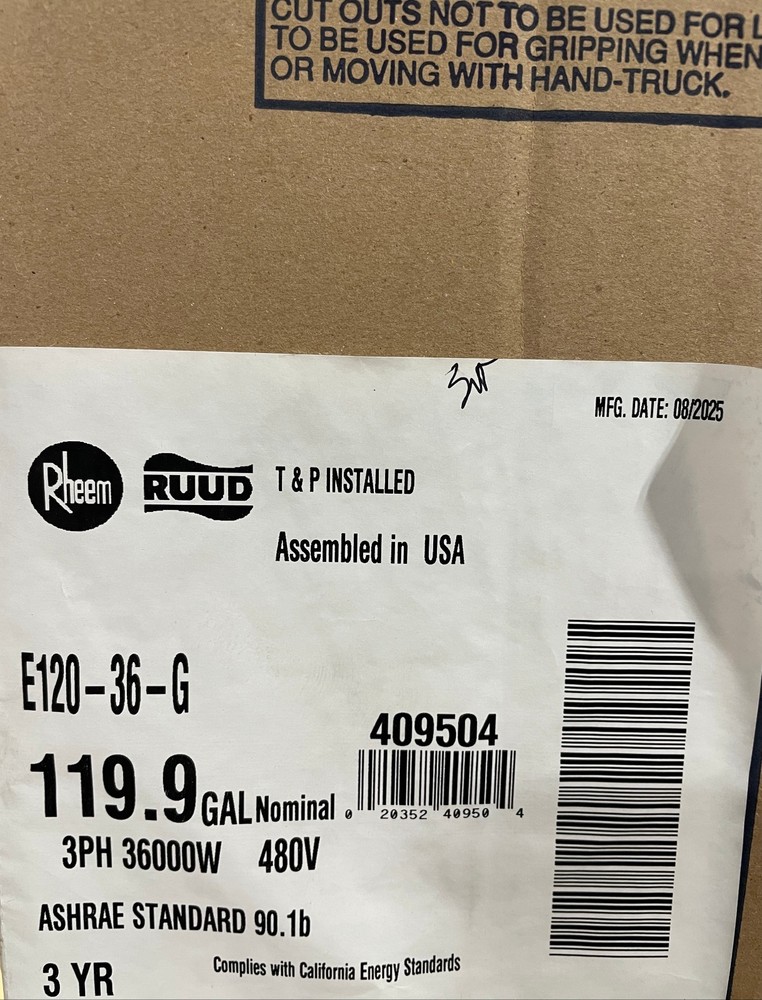 CUT OUTS NOT TO BE USED FOR
TO BE USED FOR GRIPPING WHEN
OR MOVING WITH HAND-TRUCK.
MFG. DATE: 08/2025
Rheem RUUD T & P INSTALLED
Assembled in USA
E120-36-G
409504
119.9 GAL Nominal
0 20352 40950 4
3PH 36000W 480V
ASHRAE STANDARD 90.1b
3 YR Complies with California Energy Standards